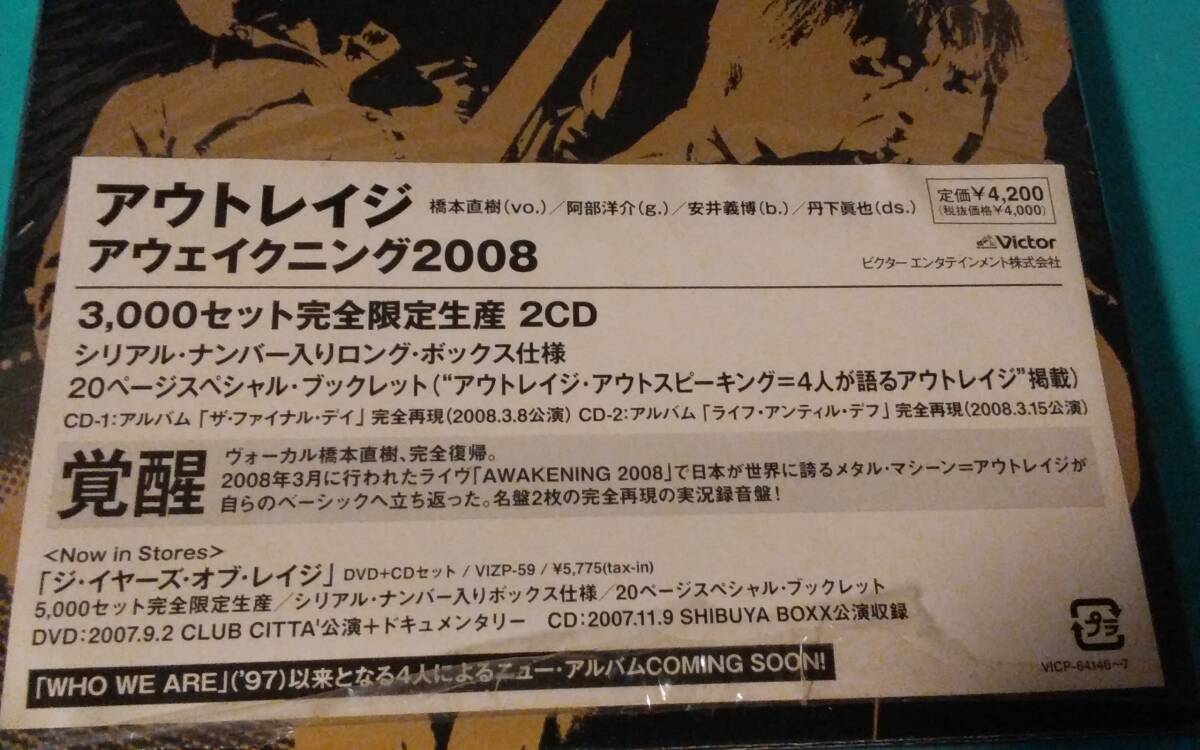 アウトレイジ 橋本直樹(vo.)/阿部洋介(g.)/安井義博(b.)/丹下眞也(ds.)
定価¥4,200
(税抜価格¥4,000)
アウェイクニング2008
Victor
ビクター エンタテインメント株式会社
3,000セット完全限定生産 2CD
シリアル・ナンバー入りロング・ボックス仕様
20ページスペシャル・ブックレット(“アウトレイジ・アウトスピーキング=4人が語るアウトレイジ”掲載)
CD-1:アルバム「ザ・ファイナル・デイ」完全再現(2008.3.8公演) CD-2:アルバム「ライフ・アンティル・デフ」完全再現(2008.3.15公演)
覚醒
ヴォーカル橋本直樹、完全復帰。
2008年3月に行われたライヴ「AWAKENING 2008」で日本が世界に誇るメタル・マシーン=アウトレイジが
自らのベーシックへ立ち返った。名盤2枚の完全再現の実況録音盤!
<Now in Stores>
「ジ・イヤーズ・オブ・レイジ」 DVD+CDセット / VIZP-59 / ¥5,775(tax-in)
5,000セット完全限定生産/シリアル・ナンバー入りボックス仕様/20ページスペシャル・ブックレット
DVD:2007.9.2 CLUB CITTA'公演+ドキュメンタリー CD:2007.11.9 SHIBUYA BOXX公演収録
プラ
VICP-64146~7
「WHO WE ARE」('97)以来となる4人によるニュー・アルバムCOMING SOON!